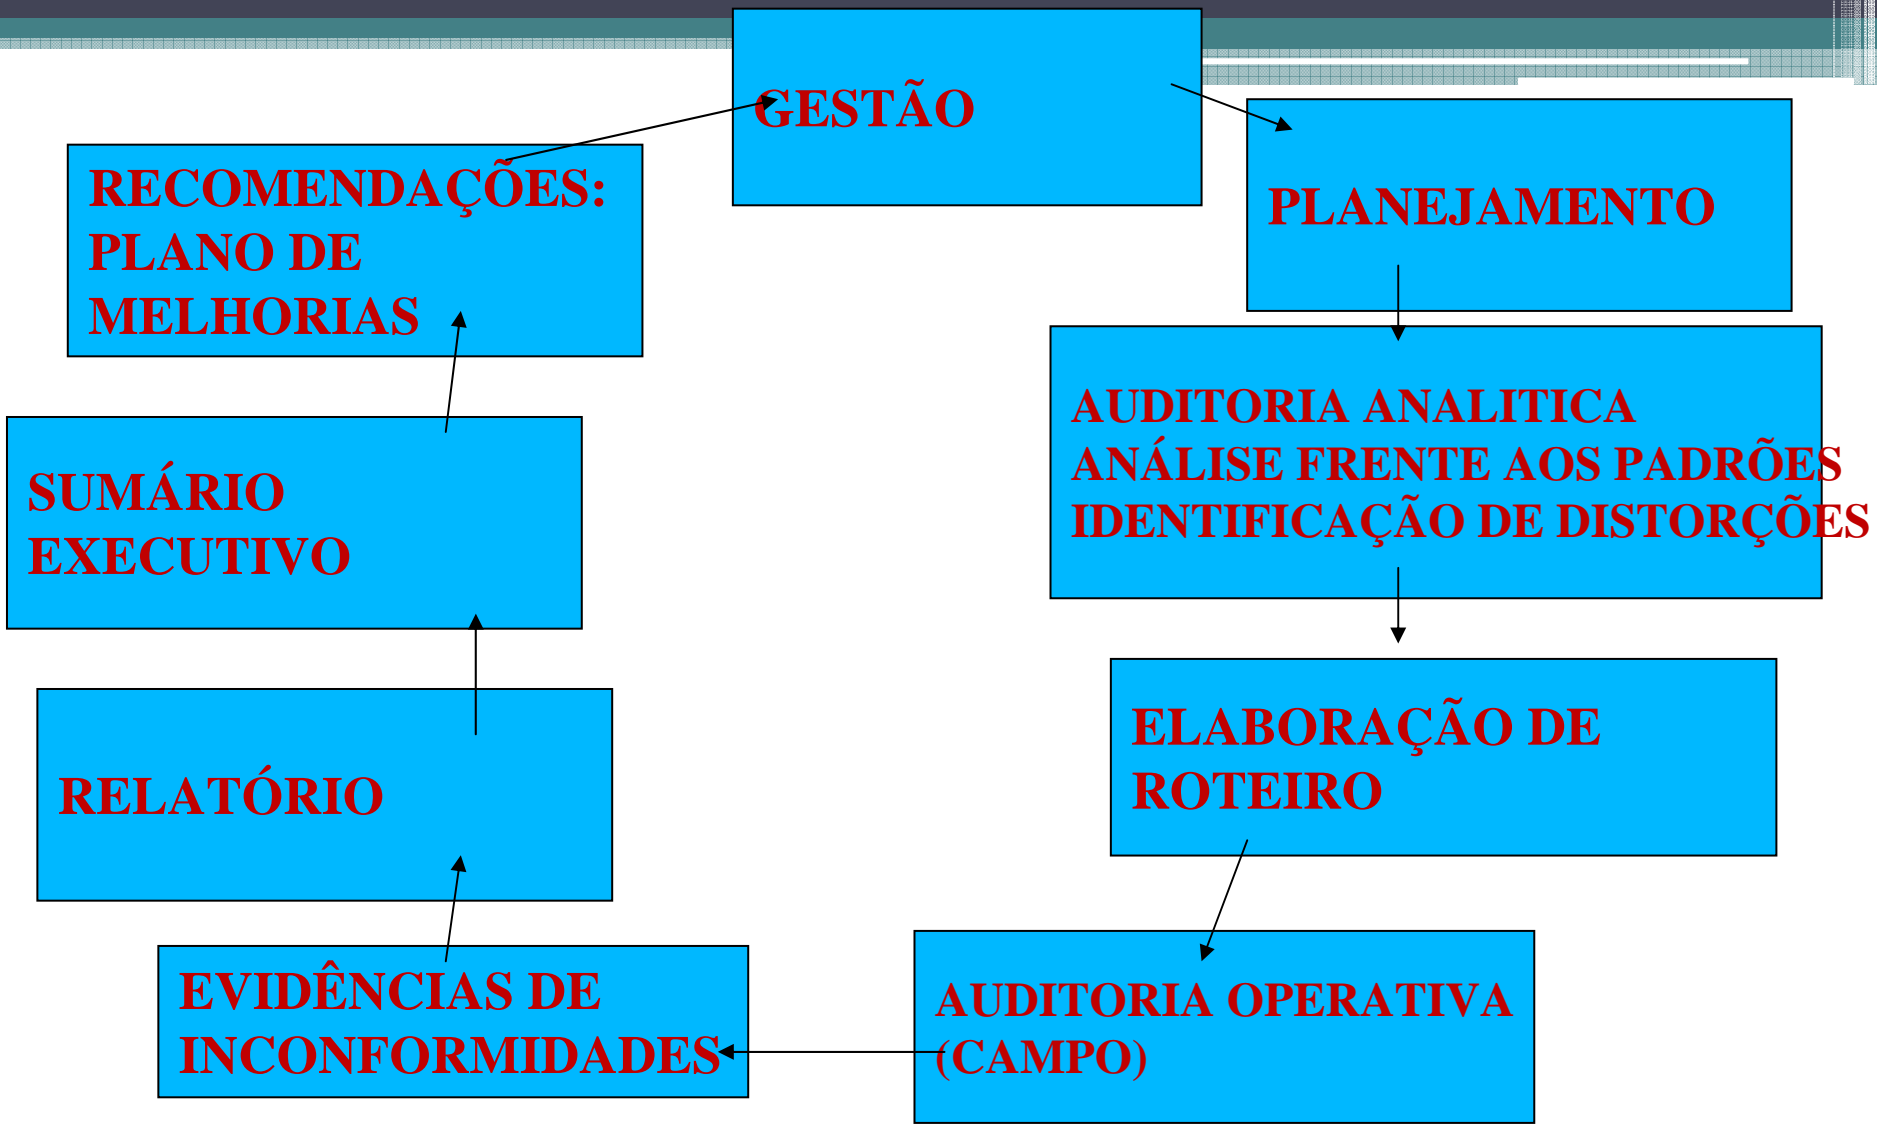 GESTÃO
PLANEJAMENTO
AUDITORIA ANALITICA
ANÁLISE FRENTE AOS PADRÕES
IDENTIFICAÇÃO DE DISTORÇÕES
ELABORAÇÃO DE
ROTEIRO
AUDITORIA OPERATIVA
(CAMPO)
EVIDÊNCIAS DE
INCONFORMIDADES
RELATÓRIO
SUMÁRIO
EXECUTIVO
RECOMENDAÇÕES:
PLANO DE
MELHORIAS